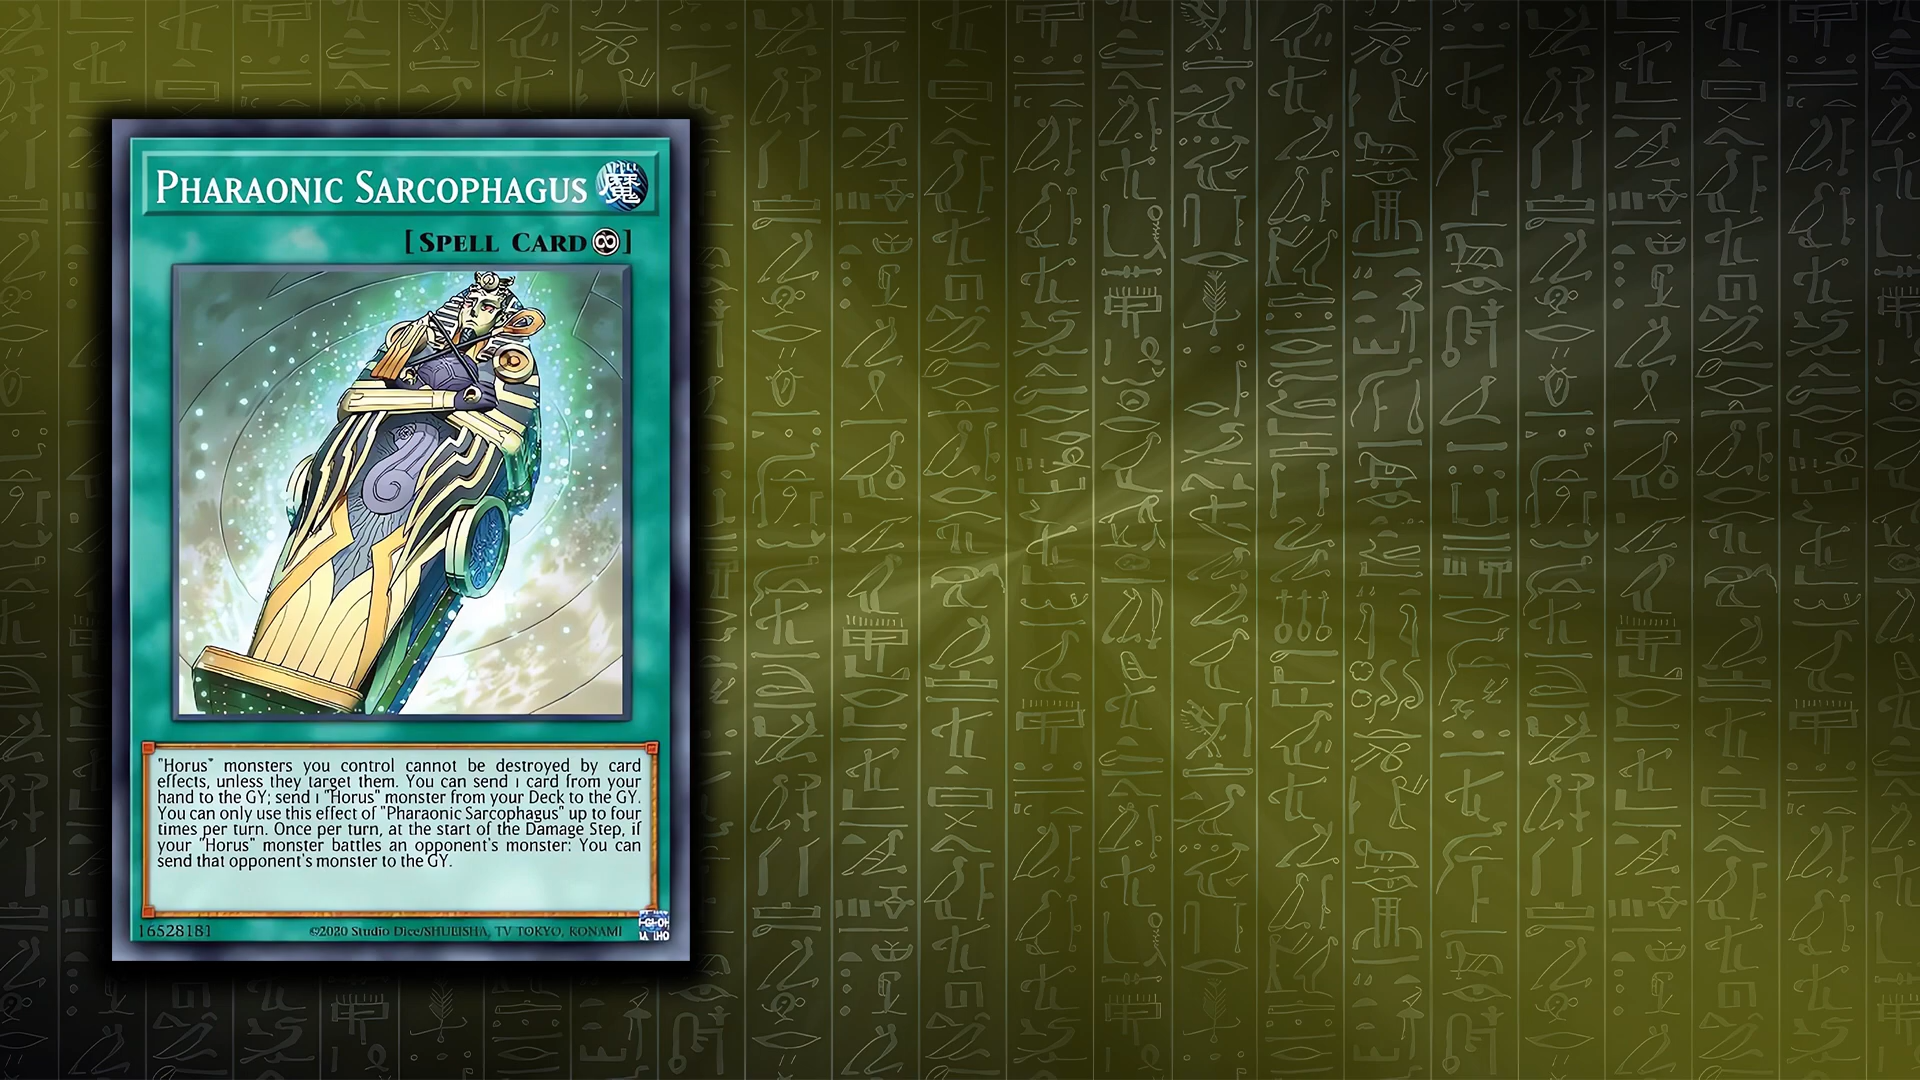 PHARAONIC SARCOPHAGUS 魔
[SPELL CARD ]
"Horus" monsters you control cannot be destroyed by card
effects, unless they target them. You can send 1 card from your
hand to the GY; send 1 "Horus" monster from your Deck to the GY.
You can only use this effect of "Pharaonic Sarcophagus" up to four
times per turn. Once per turn, at the start of the Damage Step, if
your "Horus" monster battles an opponent's monster: You can
send that opponent's monster to the GY.
16528181 ©2020 Studio Dice/SHUEISHA, TV TOKYO, KONAMI